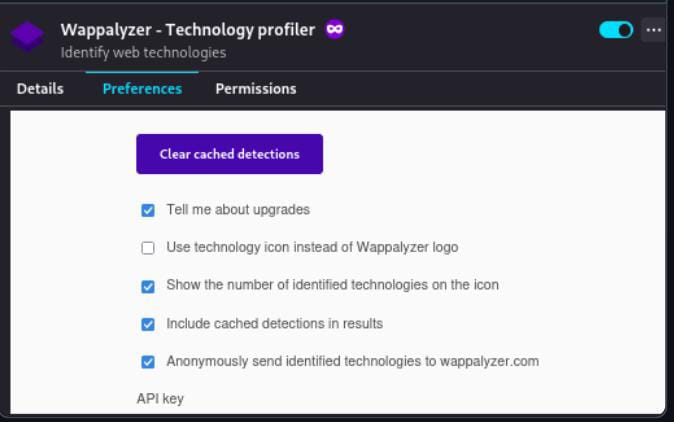 Wappalyzer - Technology profiler
Identify web technologies
Details Preferences Permissions
Clear cached detections
Tell me about upgrades
Use technology icon instead of Wappalyzer logo
Show the number of identified technologies on the icon
Include cached detections in results
Anonymously send identified technologies to wappalyzer.com
API key